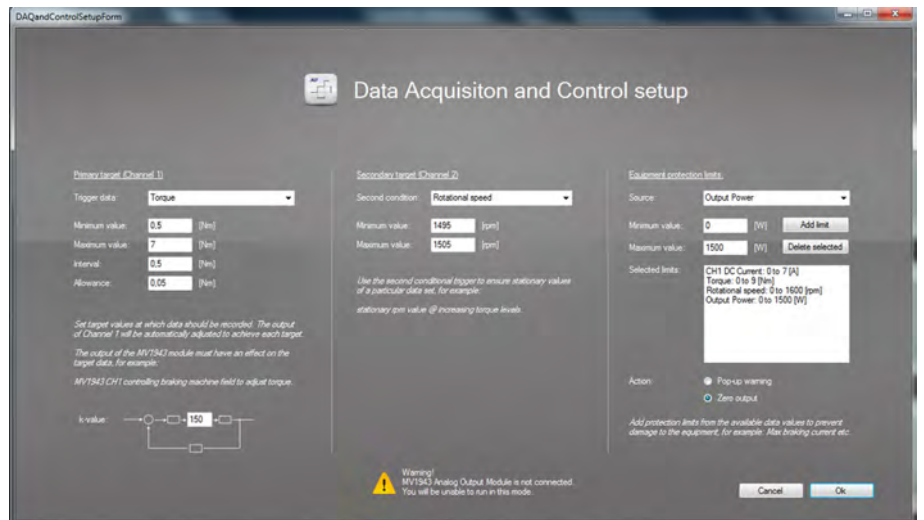 DAQandControlSetupForm
Data Acquisiton and Control setup
Primary target (Channel 1)
Trigger data: Torque
Minimum value: 0,5 [Nm]
Maximum value: 7 [Nm]
Interval: 0,5 [Nm]
Allowance: 0,05 [Nm]
Set target values at which data should be recorded. The output
of Channel 1 will be automatically adjusted to achieve each target.
The output of the MV1943 module must have an effect on the
target data, for example:
MV1943 CH1 controlling braking machine field to adjust torque.
k-value: 150
Secondary target (Channel 2)
Second condition: Rotational speed
Minimum value: 1495 [rpm]
Maximum value: 1505 [rpm]
Use the second conditional trigger to ensure stationary values
of a particular data set, for example:
stationary rpm value @ increasing torque levels.
Equipment protection limits:
Source: Output Power
Minimum value: 0 [W] Add limit
Maximum value: 1500 [W] Delete selected
Selected limits:
CH1 DC Current: 0 to 7 [A]
Torque: 0 to 9 [Nm]
Rotational speed: 0 to 1600 [rpm]
Output Power: 0 to 1500 [W]
Action: Pop-up warning
Zero output
Add protection limits from the available data values to prevent
damage to the equipment, for example: Max braking current etc.
Warning!
MV1943 Analog Output Module is not connected.
You will be unable to run in this mode.
Cancel
Ok